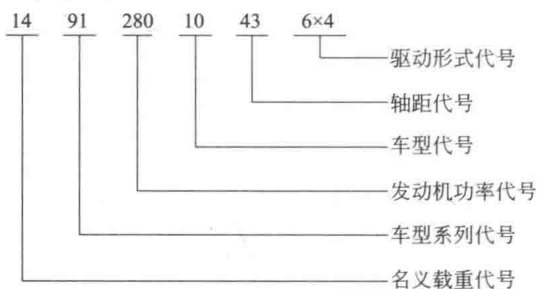 14 91 280 10 43 6×4
驱动形式代号
轴距代号
车型代号
发动机功率代号
车型系列代号
名义载重代号